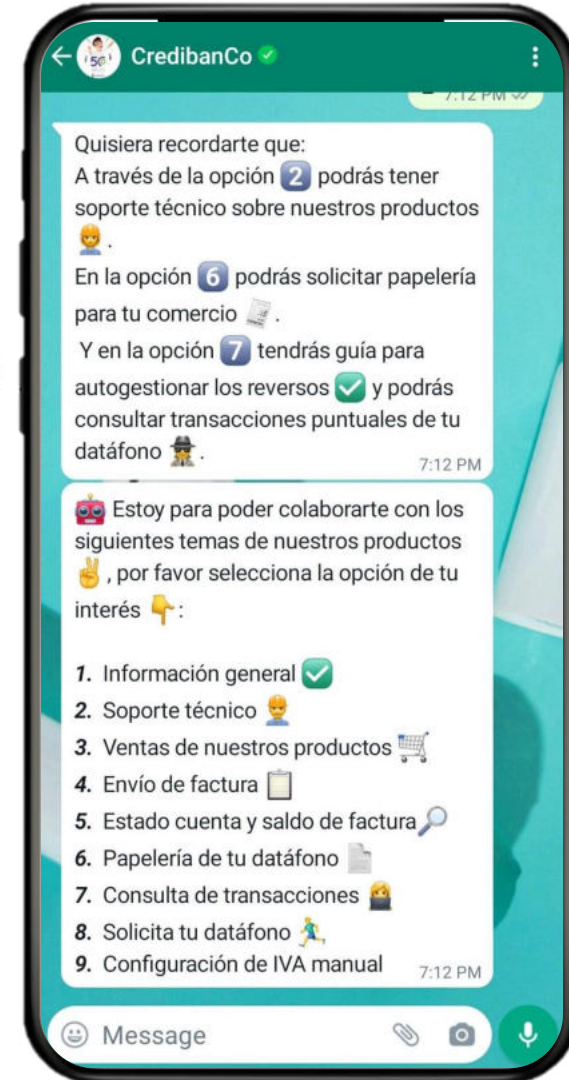 CredibanCo
7:12 PM
Quisiera recordarte que:
A través de la opción 2 podrás tener
soporte técnico sobre nuestros productos
.
En la opción 6 podrás solicitar papelería
para tu comercio .
Y en la opción 7 tendrás guía para
autogestionar los reversos ✅ y podrás
consultar transacciones puntuales de tu
datáfono .
7:12 PM
Estoy para poder colaborarte con los
siguientes temas de nuestros productos
, por favor selecciona la opción de tu
interés :
1. Información general ✅
2. Soporte técnico
3. Ventas de nuestros productos
4. Envío de factura
5. Estado cuenta y saldo de factura
6. Papelería de tu datáfono
7. Consulta de transacciones
8. Solicita tu datáfono
9. Configuración de IVA manual
7:12 PM
Message